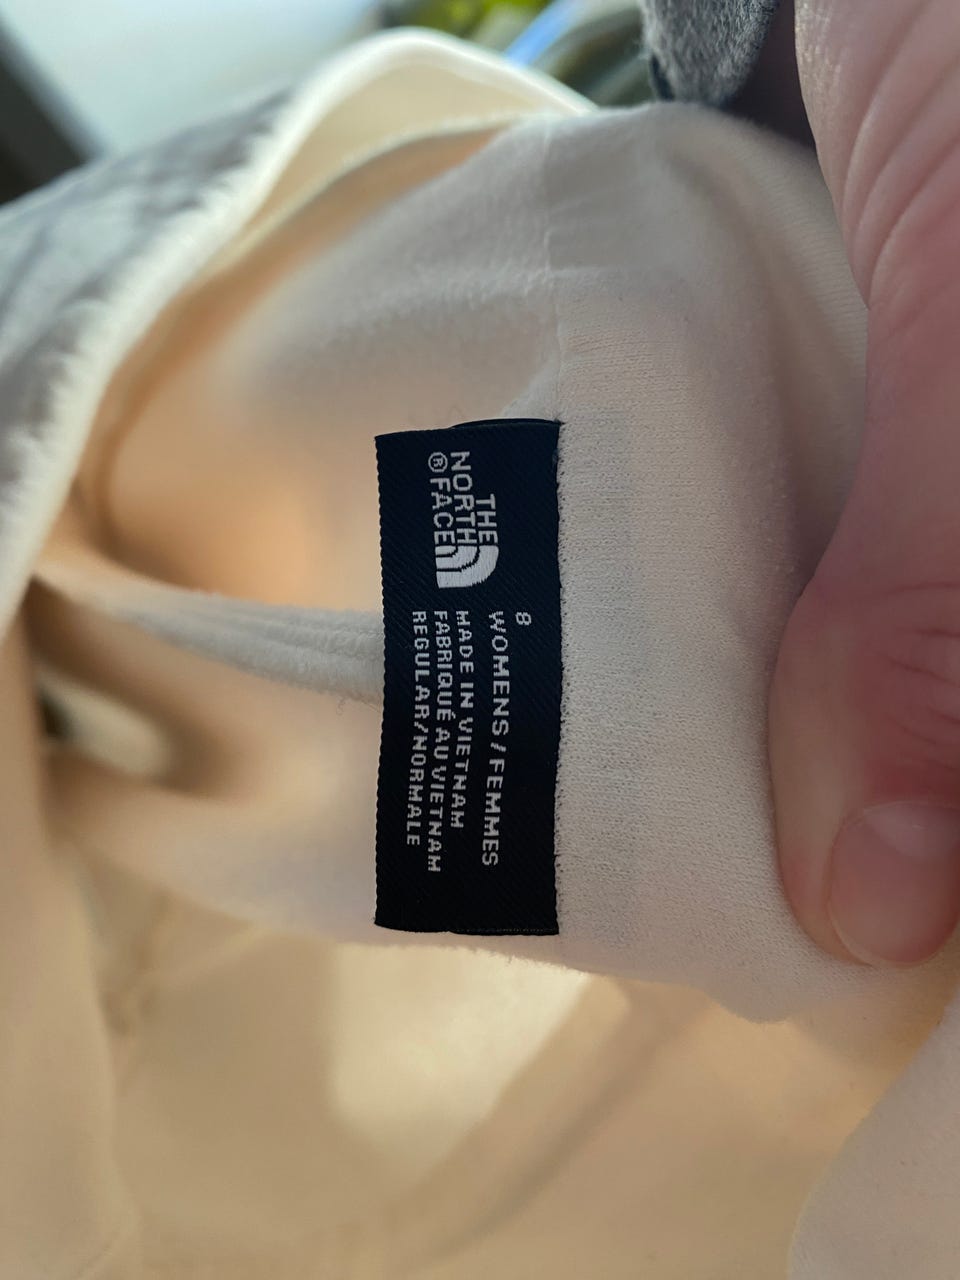 THE
NORTH
®FACE
8
WOMENS/FEMMES
MADE IN VIETNAM
FABRIQUÉ AU VIETNAM
REGULAR/NORMALE